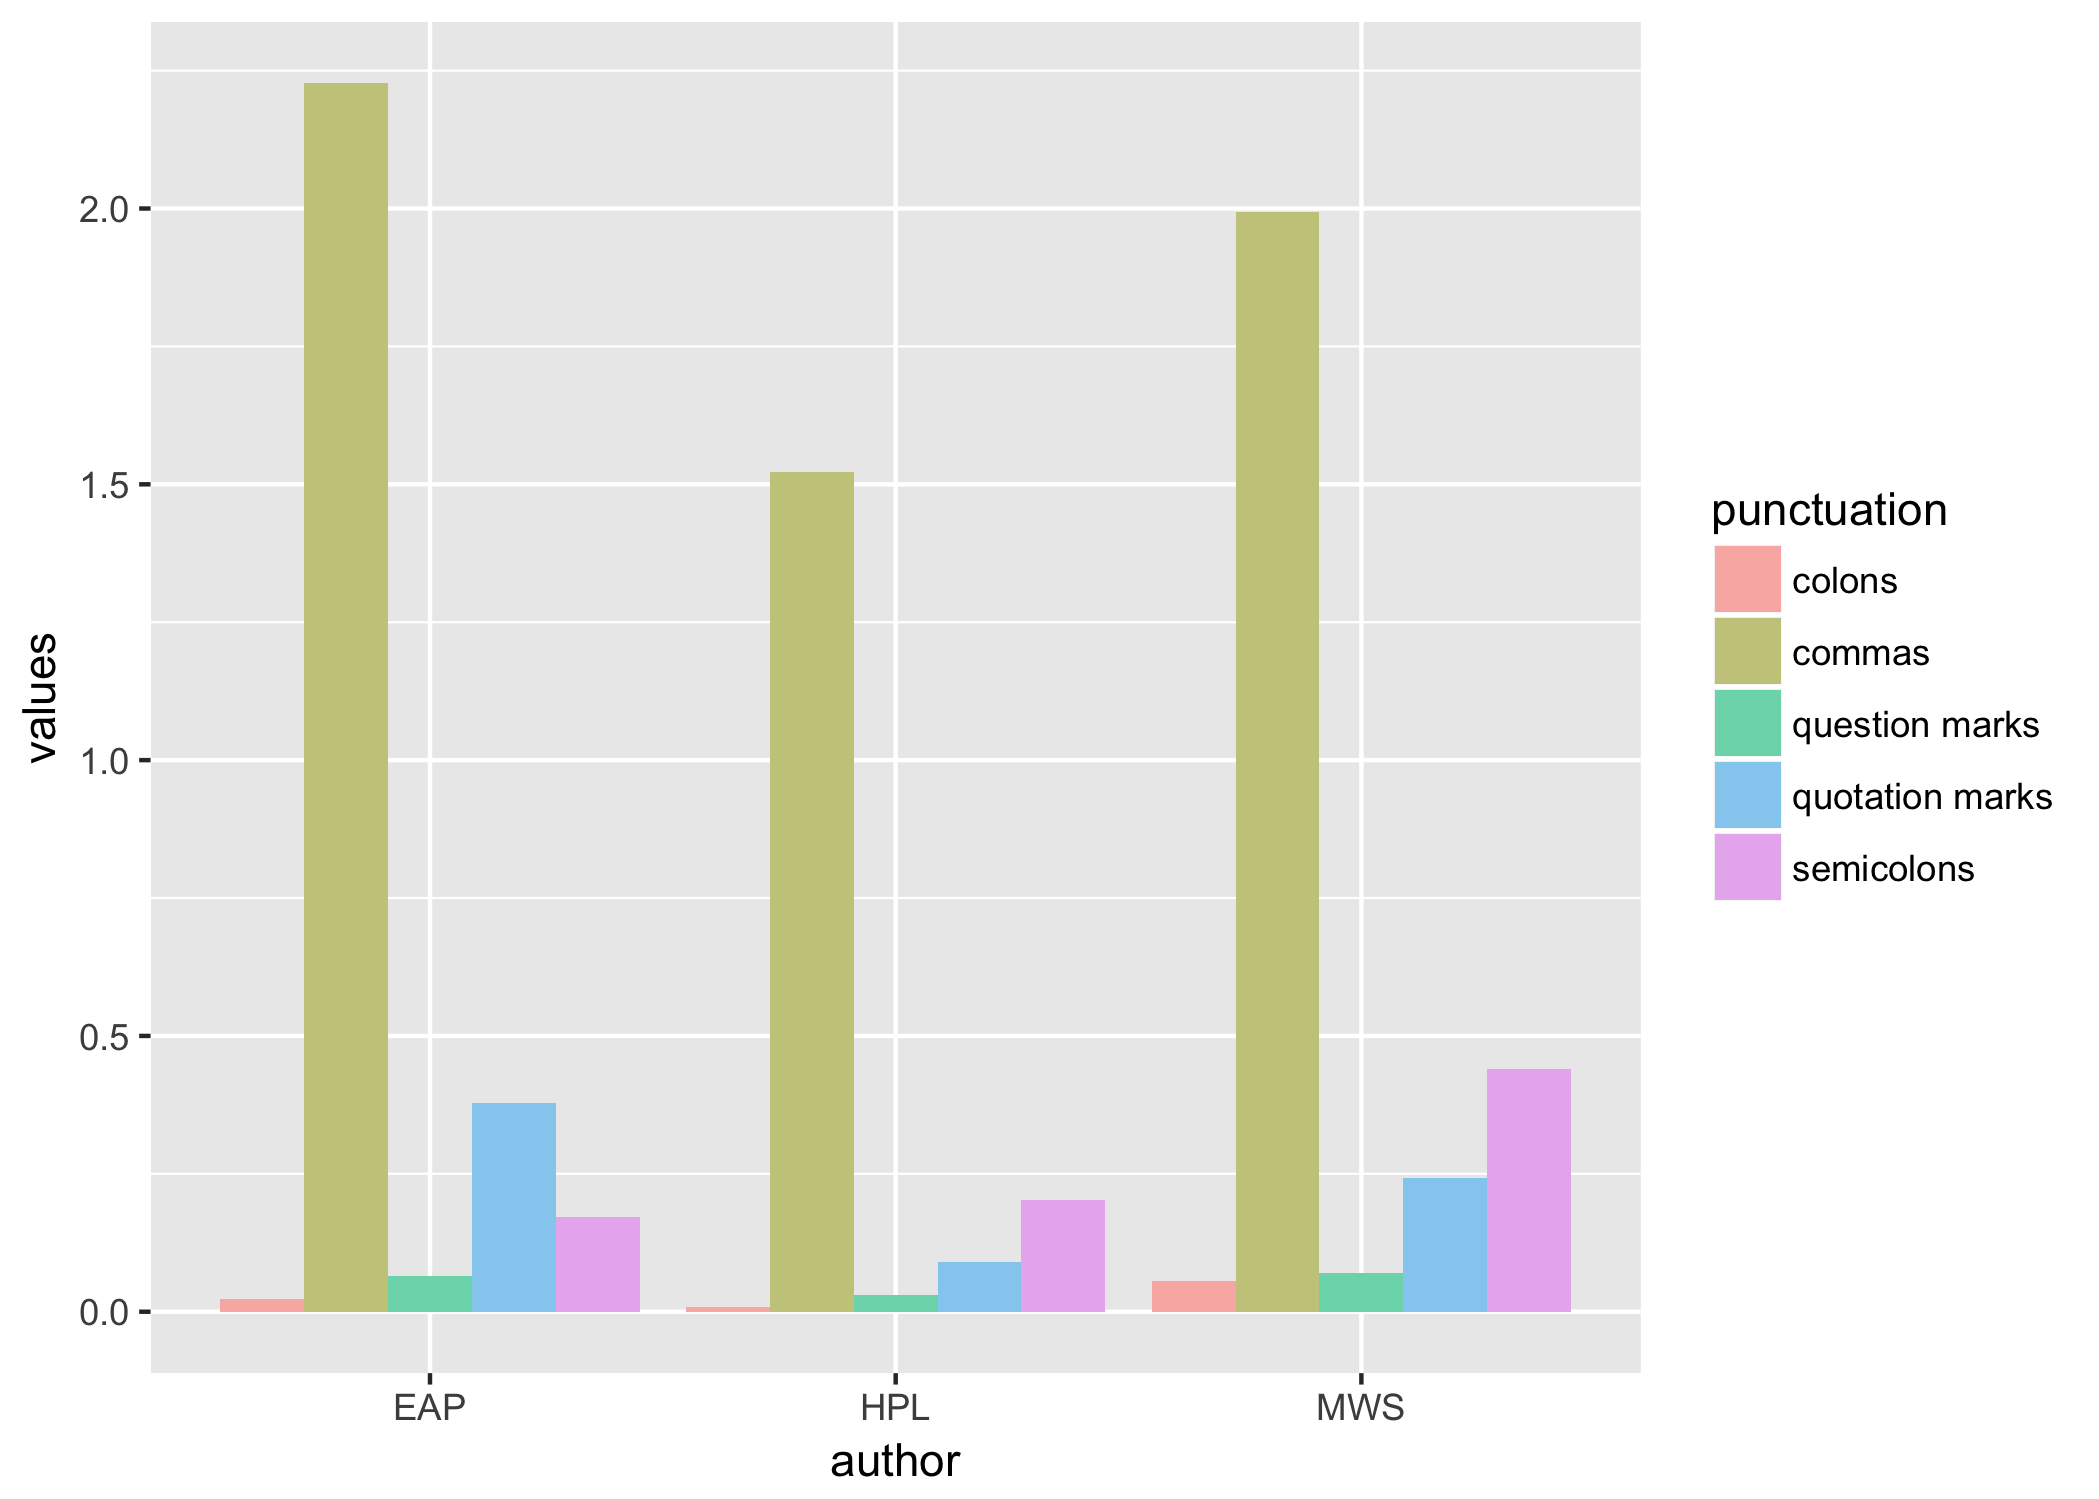 values
2.0
1.5
1.0
0.5
0.0
EAP HPL MWS
author
punctuation
colons
commas
question marks
quotation marks
semicolons